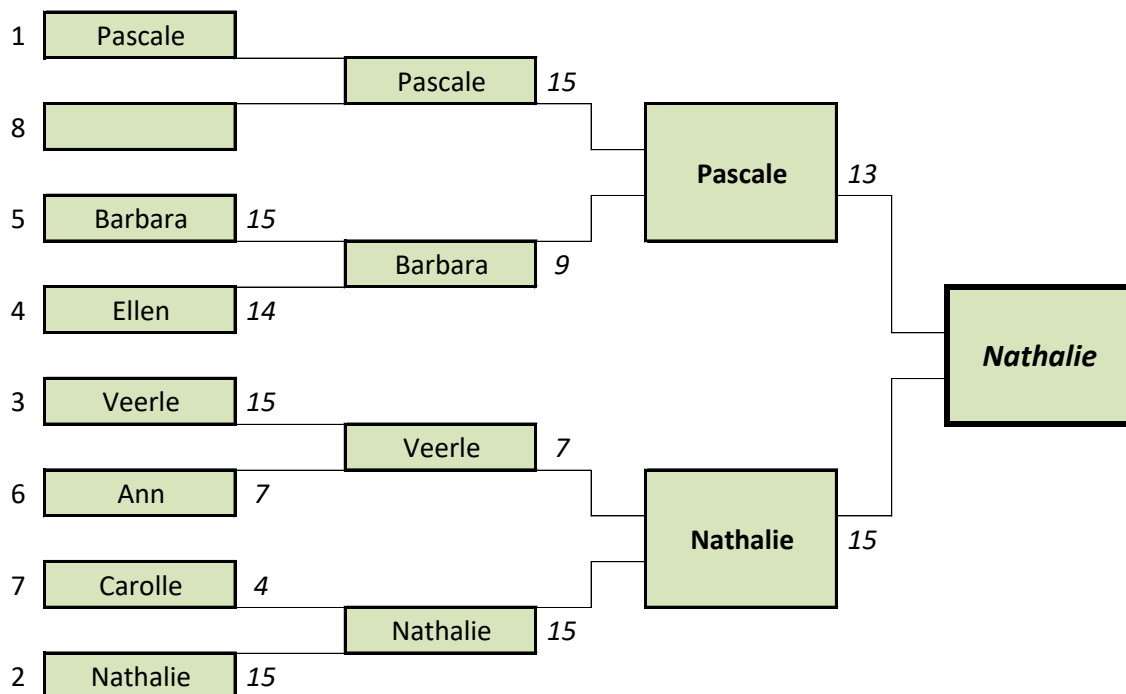 1 Pascale
Pascale 15
8
Pascale 13
5 Barbara 15
Barbara 9
4 Ellen 14
Nathalie
3 Veerle 15
Veerle 7
6 Ann 7
Nathalie 15
7 Carolle 4
Nathalie 15
2 Nathalie 15